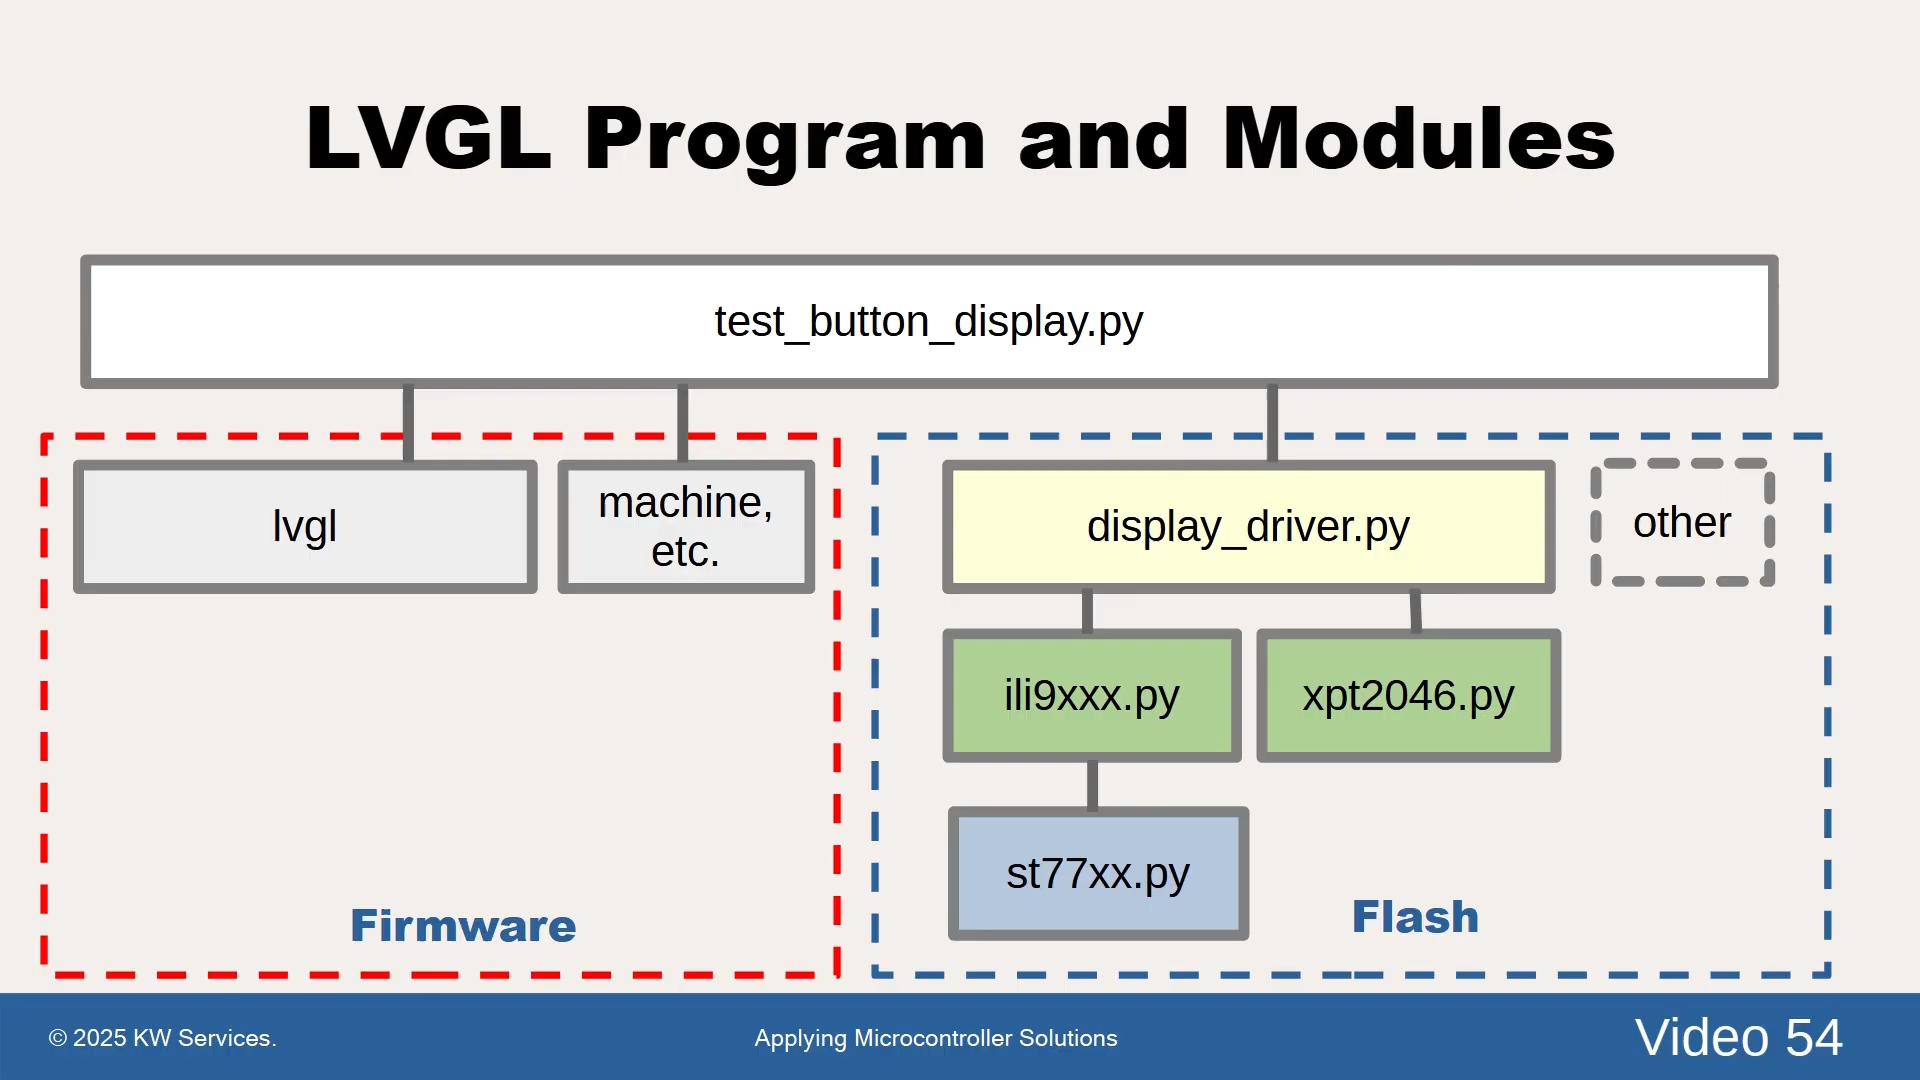 LVGL Program and Modules
test_button_display.py
lvgl
machine,
etc.
display_driver.py
other
ili9xxx.py
xpt2046.py
st77xx.py
Firmware
Flash
© 2025 KW Services.
Applying Microcontroller Solutions
Video 54